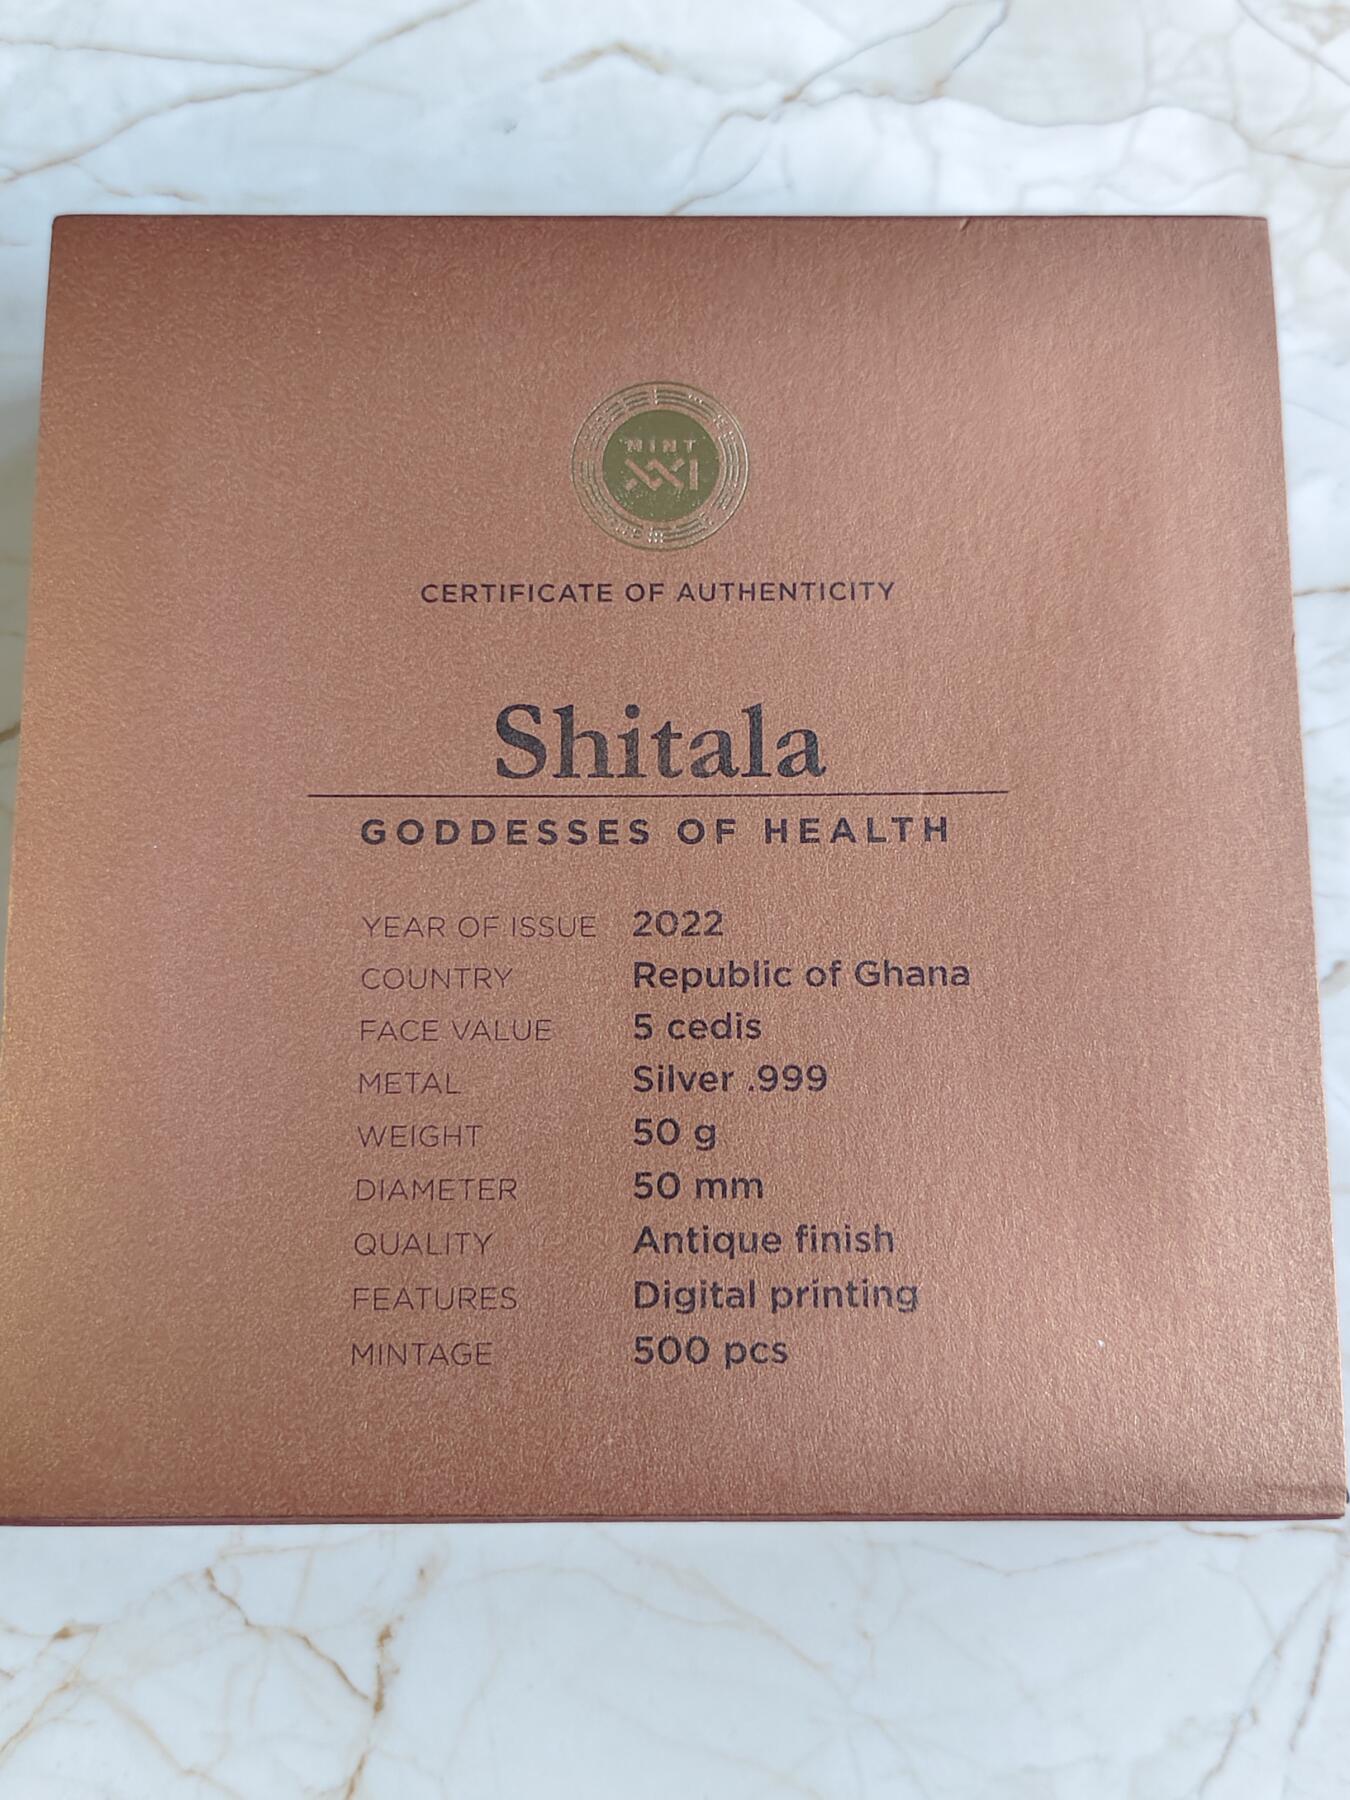 MINT
XXI
CERTIFICATE OF AUTHENTICITY
Shitala
GODDESSES OF HEALTH
YEAR OF ISSUE 2022
COUNTRY Republic of Ghana
FACE VALUE 5 cedis
METAL Silver .999
WEIGHT 50 g
DIAMETER 50 mm
QUALITY Antique finish
FEATURES Digital printing
MINTAGE 500 pcs